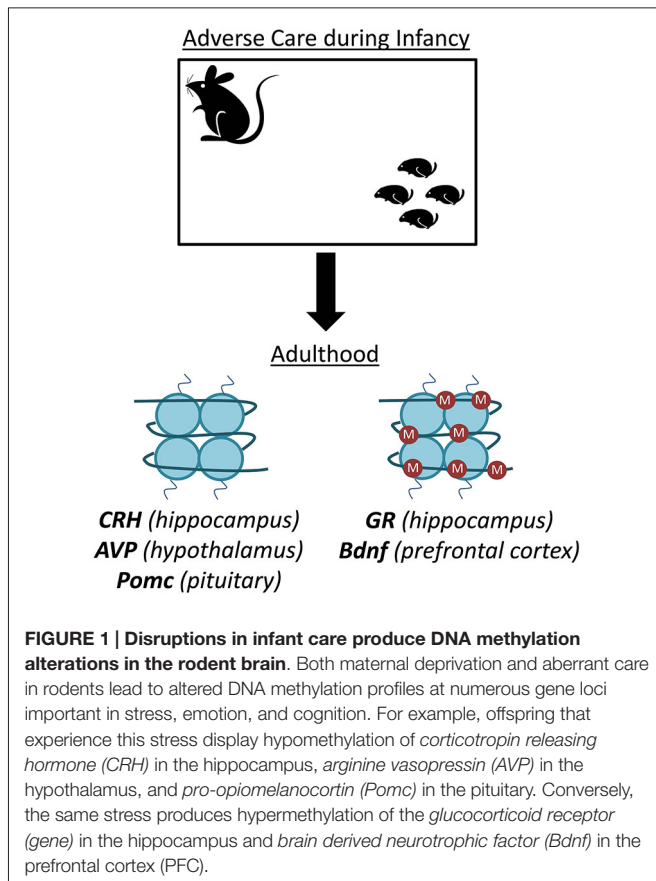 Adverse Care during Infancy
Adulthood
M M
M M
M M M
CRH (hippocampus)
AVP (hypothalamus)
Pomc (pituitary)
GR (hippocampus)
Bdnf (prefrontal cortex)
FIGURE 1 | Disruptions in infant care produce DNA methylation
alterations in the rodent brain. Both maternal deprivation and aberrant care
in rodents lead to altered DNA methylation profiles at numerous gene loci
important in stress, emotion, and cognition. For example, offspring that
experience this stress display hypomethylation of corticotropin releasing
hormone (CRH) in the hippocampus, arginine vasopressin (AVP) in the
hypothalamus, and pro-opiomelanocortin (Pomc) in the pituitary. Conversely,
the same stress produces hypermethylation of the glucocorticoid receptor
(gene) in the hippocampus and brain derived neurotrophic factor (Bdnf) in the
prefrontal cortex (PFC).